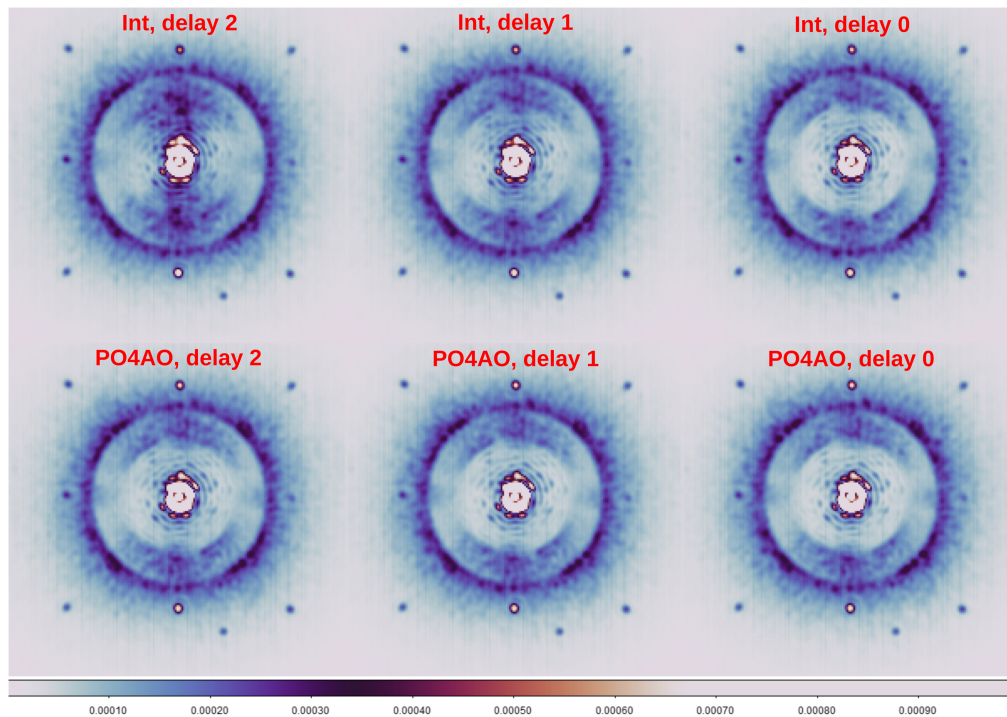 Int, delay 2 Int, delay 1 Int, delay 0
PO4AO, delay 2 PO4AO, delay 1 PO4AO, delay 0
0.00010 0.00020 0.00030 0.00040 0.00050 0.00060 0.00070 0.00080 0.00090